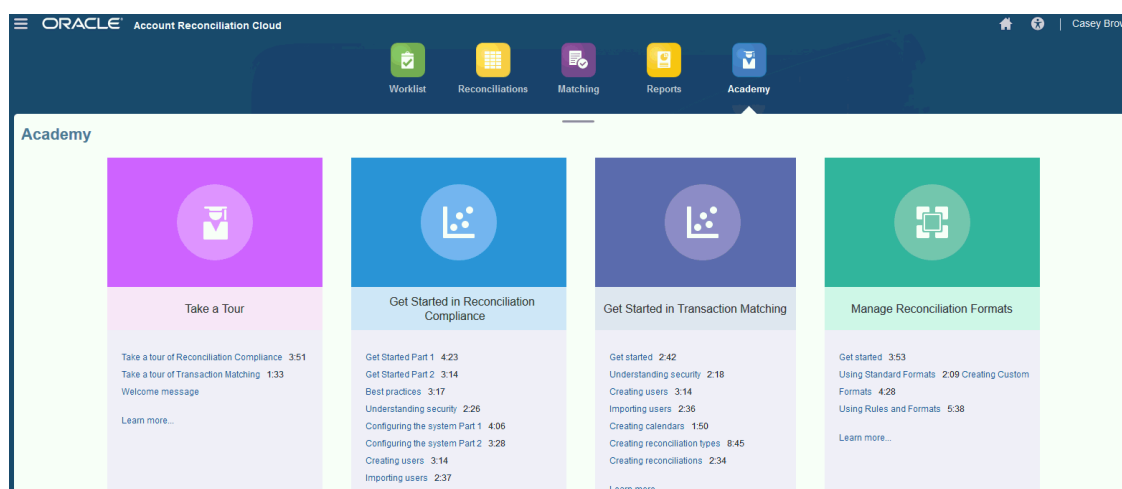 ORACLE Account Reconciliation Cloud
Casey Brow
Worklist Reconciliations Matching Reports Academy
Academy
Take a Tour
Take a tour of Reconciliation Compliance 3:51
Take a tour of Transaction Matching 1:33
Welcome message
Learn more...
Get Started in Reconciliation
Compliance
Get Started Part 1 4:23
Get Started Part 2 3:14
Best practices 3:17
Understanding security 2:26
Configuring the system Part 1 4:06
Configuring the system Part 2 3:28
Creating users 3:14
Importing users 2:37
Get Started in Transaction Matching
Get started 2:42
Understanding security 2:18
Creating users 3:14
Importing users 2:36
Creating calendars 1:50
Creating reconciliation types 8:45
Creating reconciliations 2:34
Learn more
Manage Reconciliation Formats
Get started 3:53
Using Standard Formats 2:09 Creating Custom
Formats 4:28
Using Rules and Formats 5:38
Learn more...